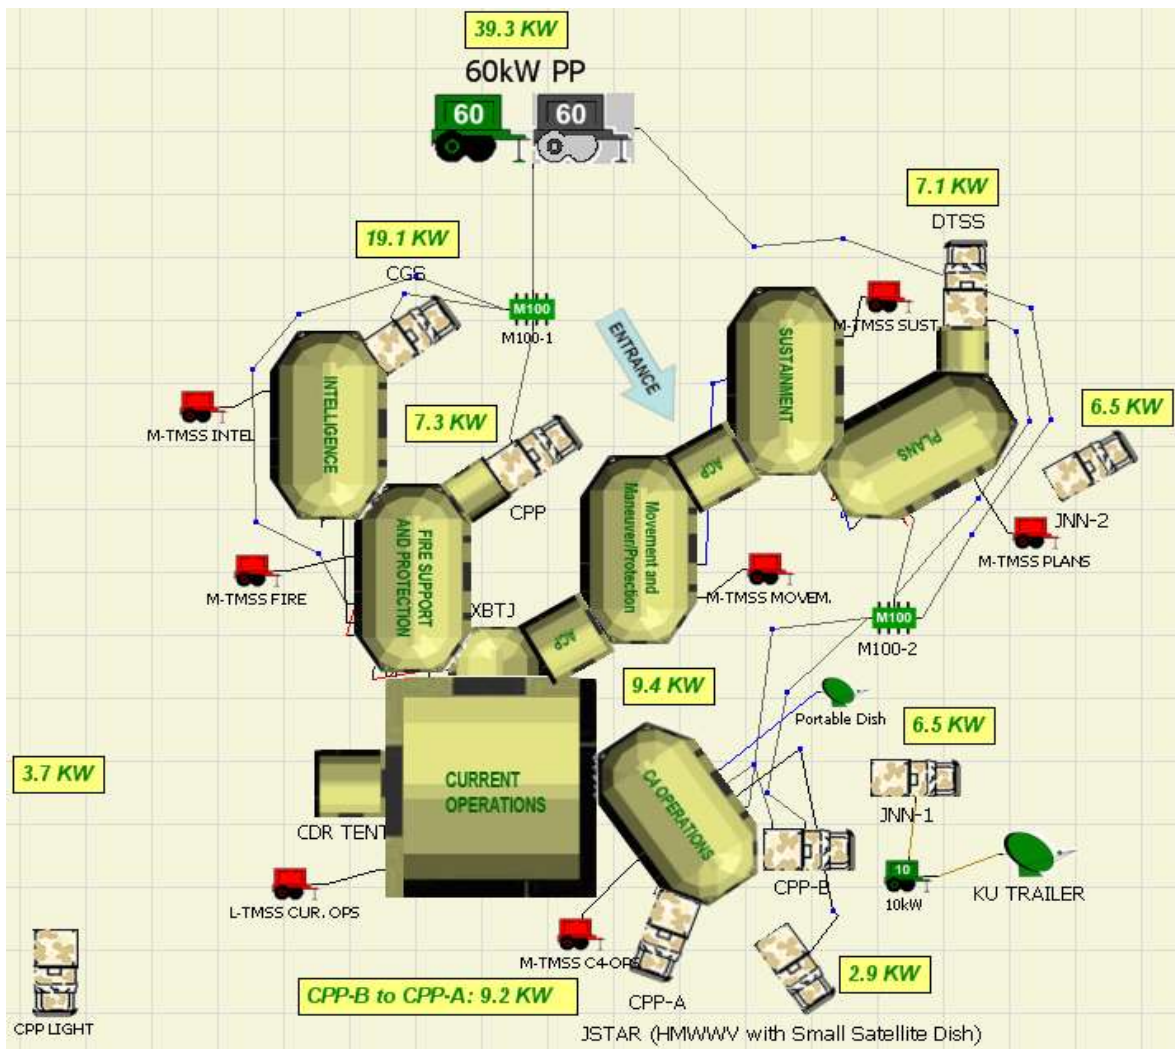 39.3 KW
60kW PP
60
60
7.1 KW
DTSS
19.1 KW
CGS
M100
M100-1
ENTRANCE
M-TMSS SUST
SUSTAINMENT
INTELLIGENCE
M-TMSS INTEL
7.3 KW
6.5 KW
PLANS
ACP
CPP
JNN-2
FIRE SUPPORT
AND PROTECTION
Movement and
Maneuver/Protection
M-TMSS PLANS
M-TMSS FIRE
XBTJ
M-TMSS MOVEM.
M100
M100-2
ACP
9.4 KW
Portable Dish
6.5 KW
3.7 KW
CURRENT
OPERATIONS
C4 OPERATIONS
JNN-1
CDR TENT
CPP-B
10
10kW
KU TRAILER
L-TMSS CUR. OPS
M-TMSS C4-OPS
2.9 KW
CPP-B to CPP-A: 9.2 KW
CPP-A
CPP LIGHT
JSTAR (HMWWV with Small Satellite Dish)